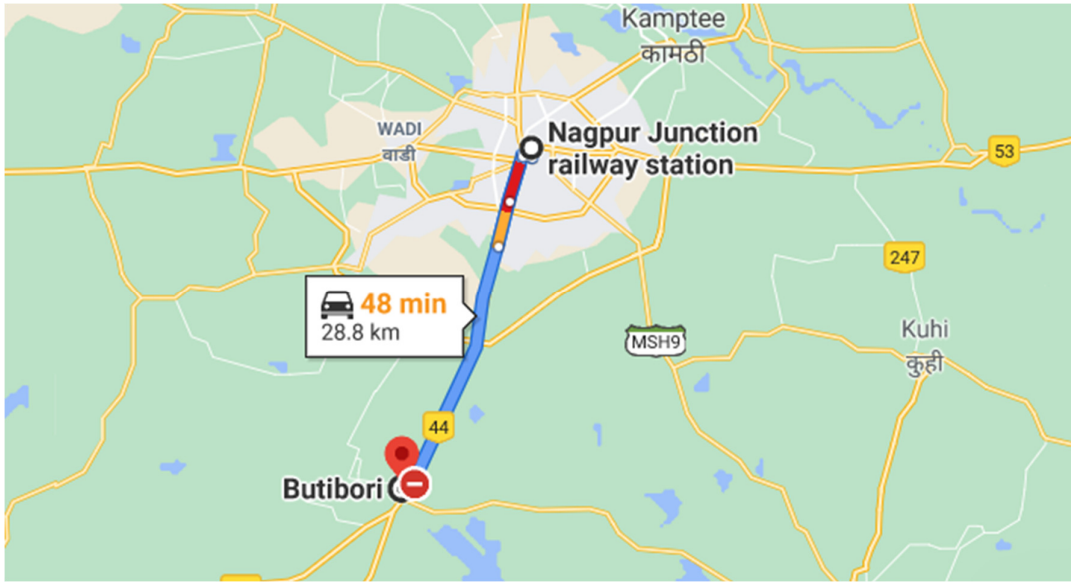 Kamptee
कामठी
WADI
वाडी
Nagpur Junction
railway station
53
247
48 min
28.8 km
MSH9
Kuhi
कुही
44
Butibori